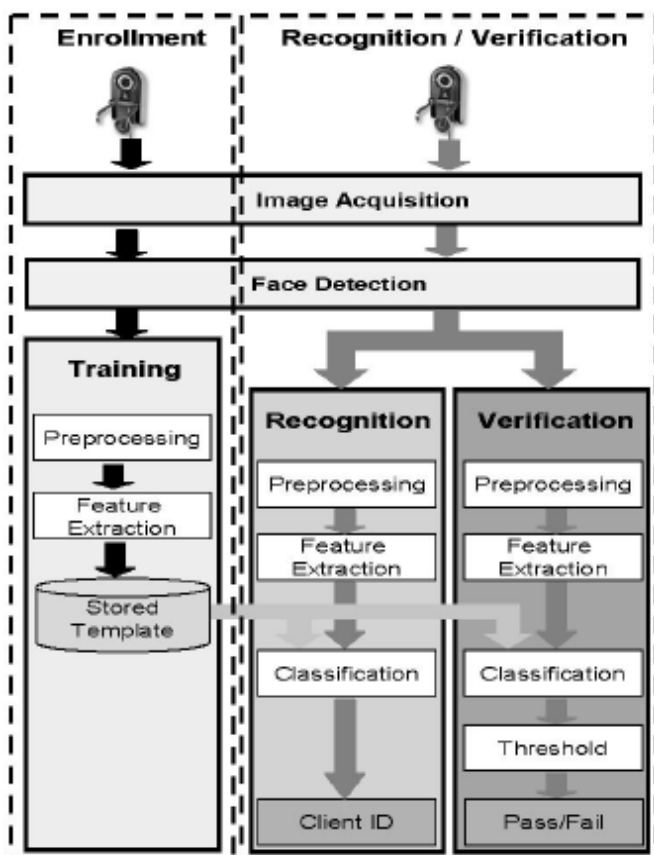 Enrollment
Recognition / Verification
Image Acquisition
Face Detection
Training
Preprocessing
Feature
Extraction
Stored
Template
Recognition
Preprocessing
Feature
Extraction
Classification
Client ID
Verification
Preprocessing
Feature
Extraction
Classification
Threshold
Pass/Fail